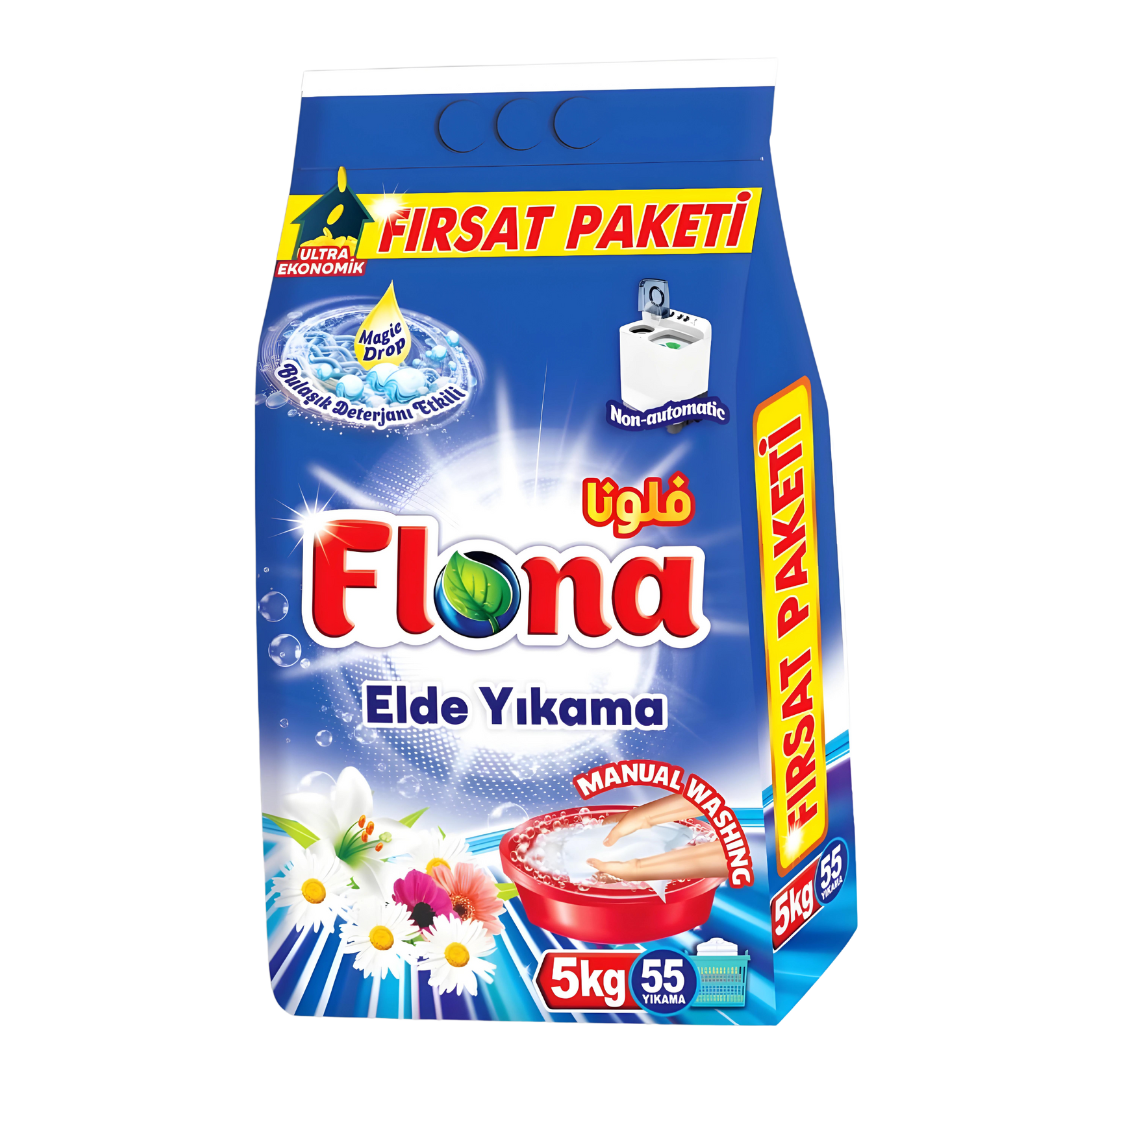 FIRSAT PAKETİ
ULTRA
EKONOMİK
Magic
Drop
Bulaşık Deterjanı Etkili
Non-automatic
فلونا
Flona
Elde Yıkama
MANUAL WASHING
5kg
55
YIKAMA
FIRSAT PAKETİ
5kg
55
YIKAMA